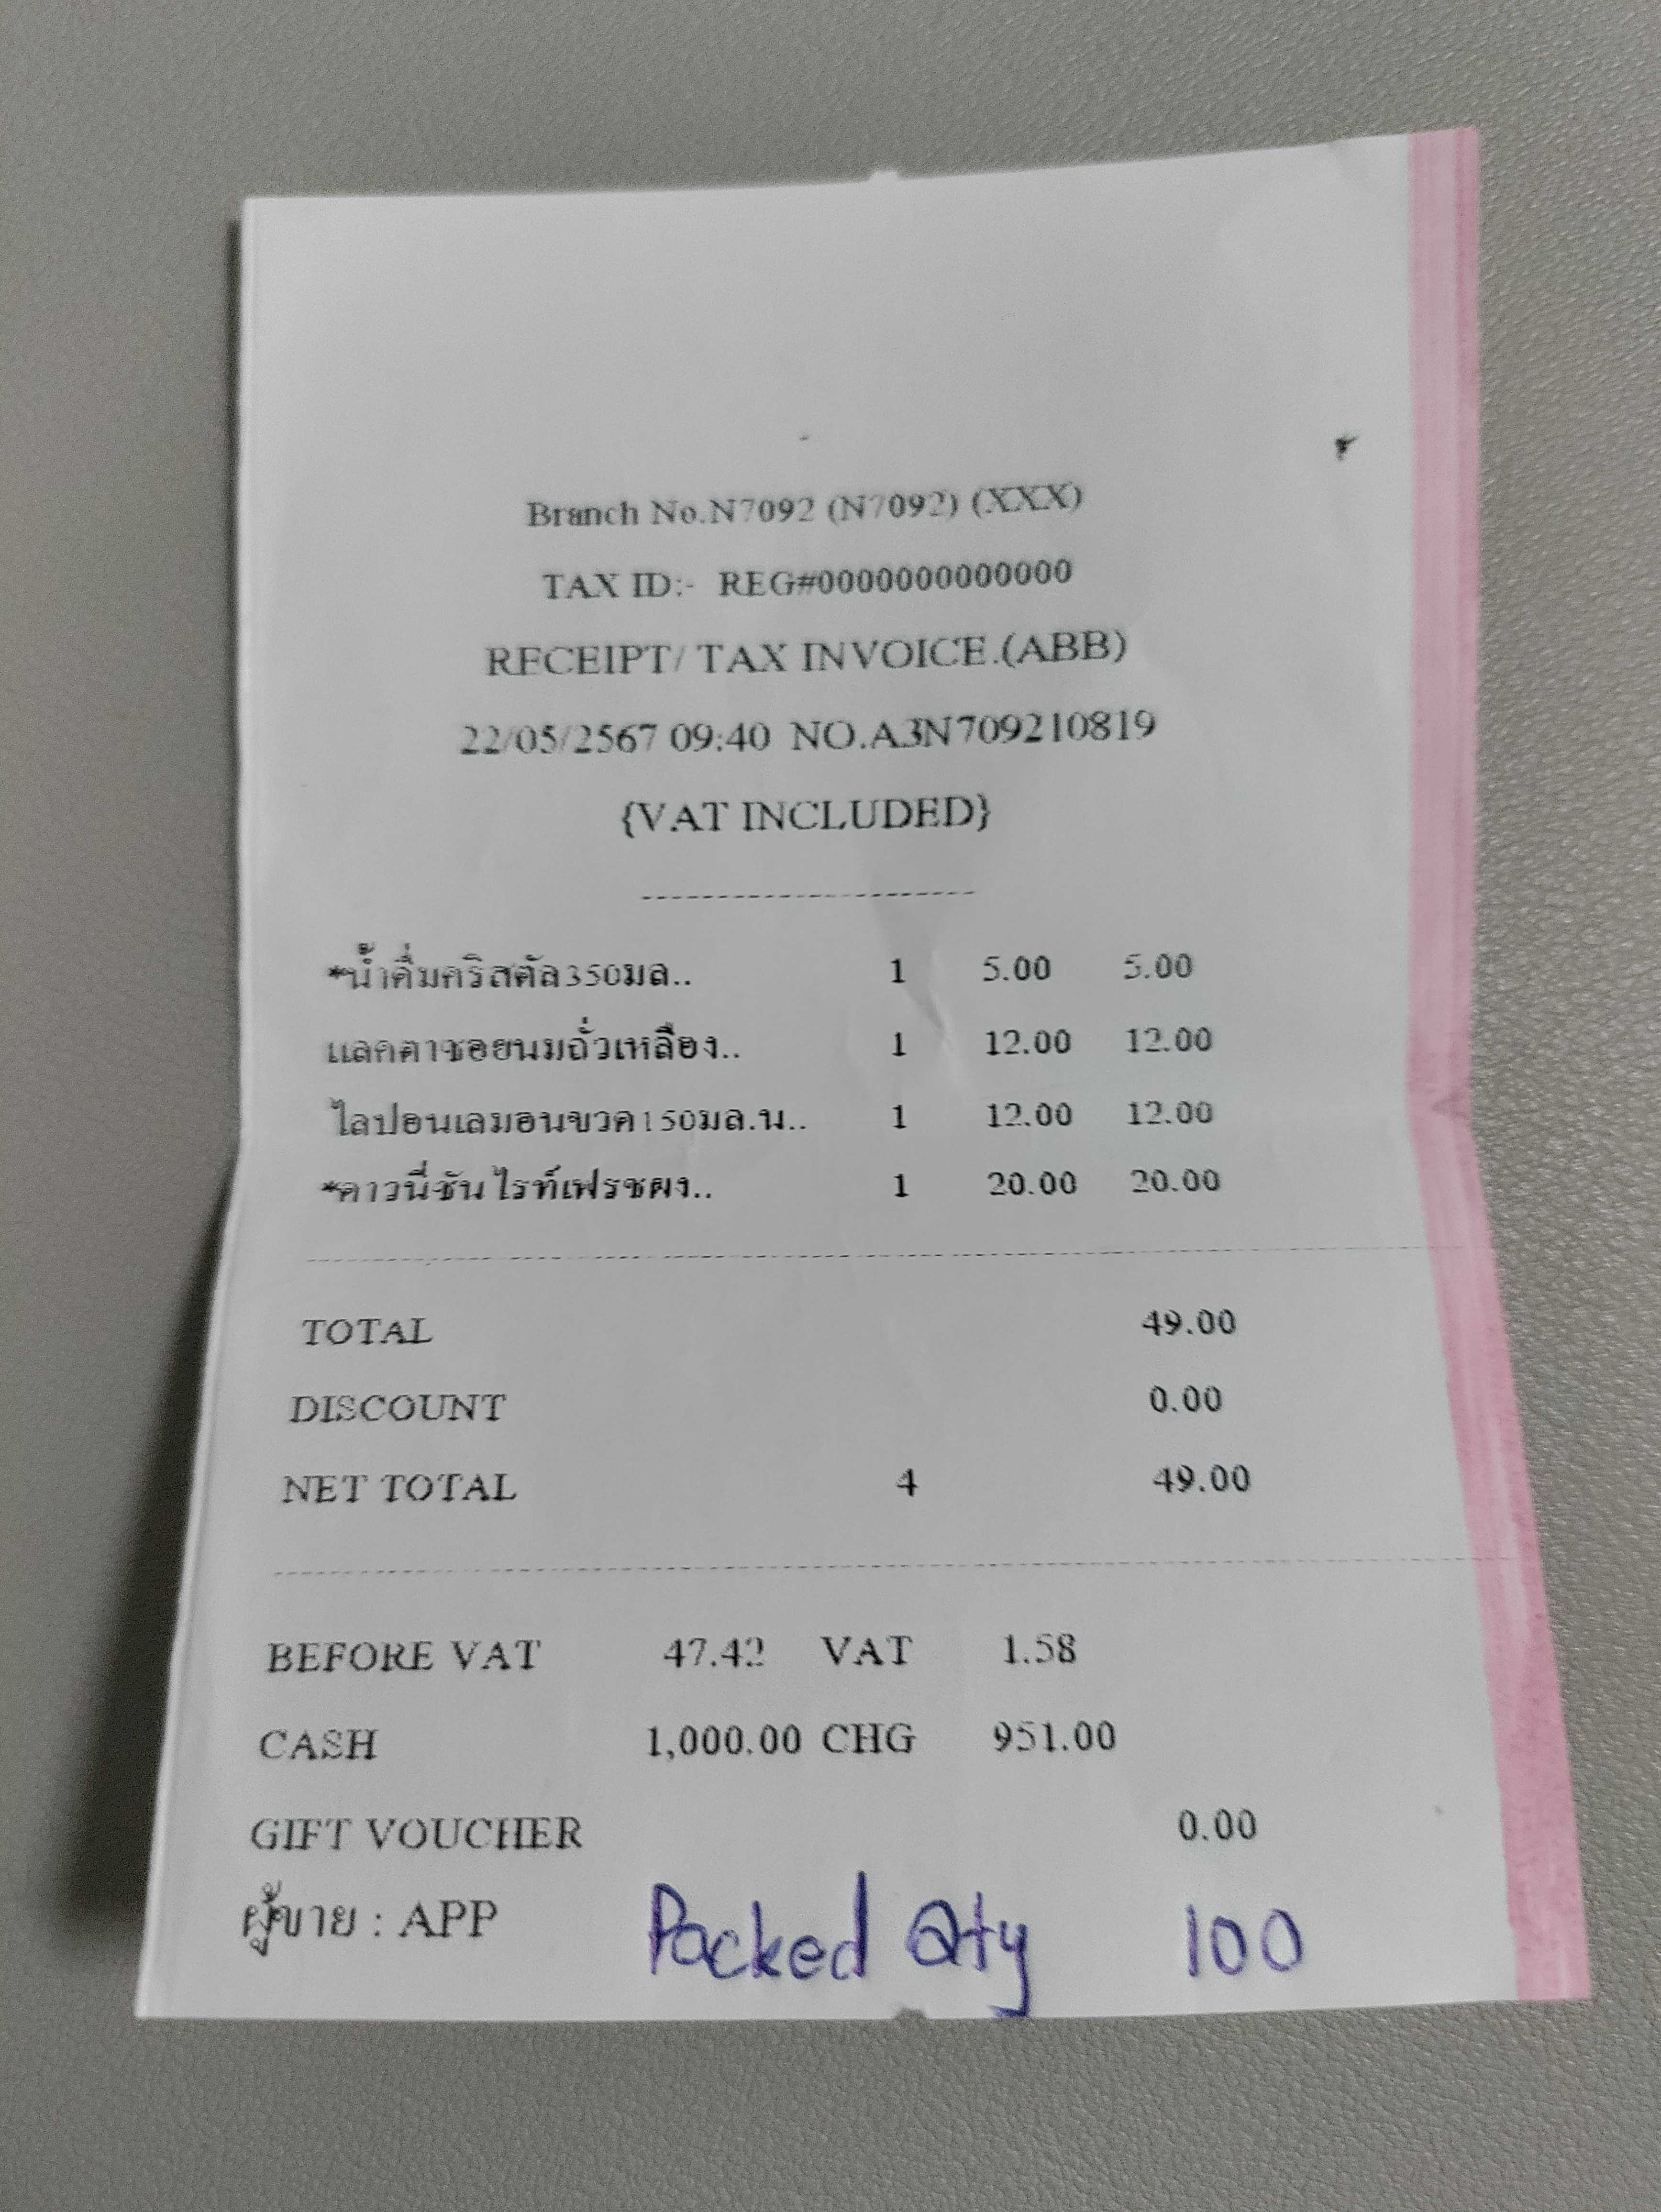 Branch No.N7092 (N7092) (XXX)
TAX ID:- REG#0000000000000
RECEIPT/ TAX INVOICE.(ABB)
22/05/2567 09:40 NO.A3N709210819
{VAT INCLUDED}
*น้ำดื่มคริสตัล350มล.. 1 5.00 5.00
แลคตาซอยนมถั่วเหลือง.. 1 12.00 12.00
ไลปอนเลมอนขวด150มล.น.. 1 12.00 12.00
*ดาวนี่ซันไรท์เฟรชผง.. 1 20.00 20.00
TOTAL 49.00
DISCOUNT 0.00
NET TOTAL 4 49.00
BEFORE VAT 47.42 VAT 1.58
CASH 1,000.00 CHG 951.00
GIFT VOUCHER 0.00
ผู้ขาย : APP Packed Qty 100